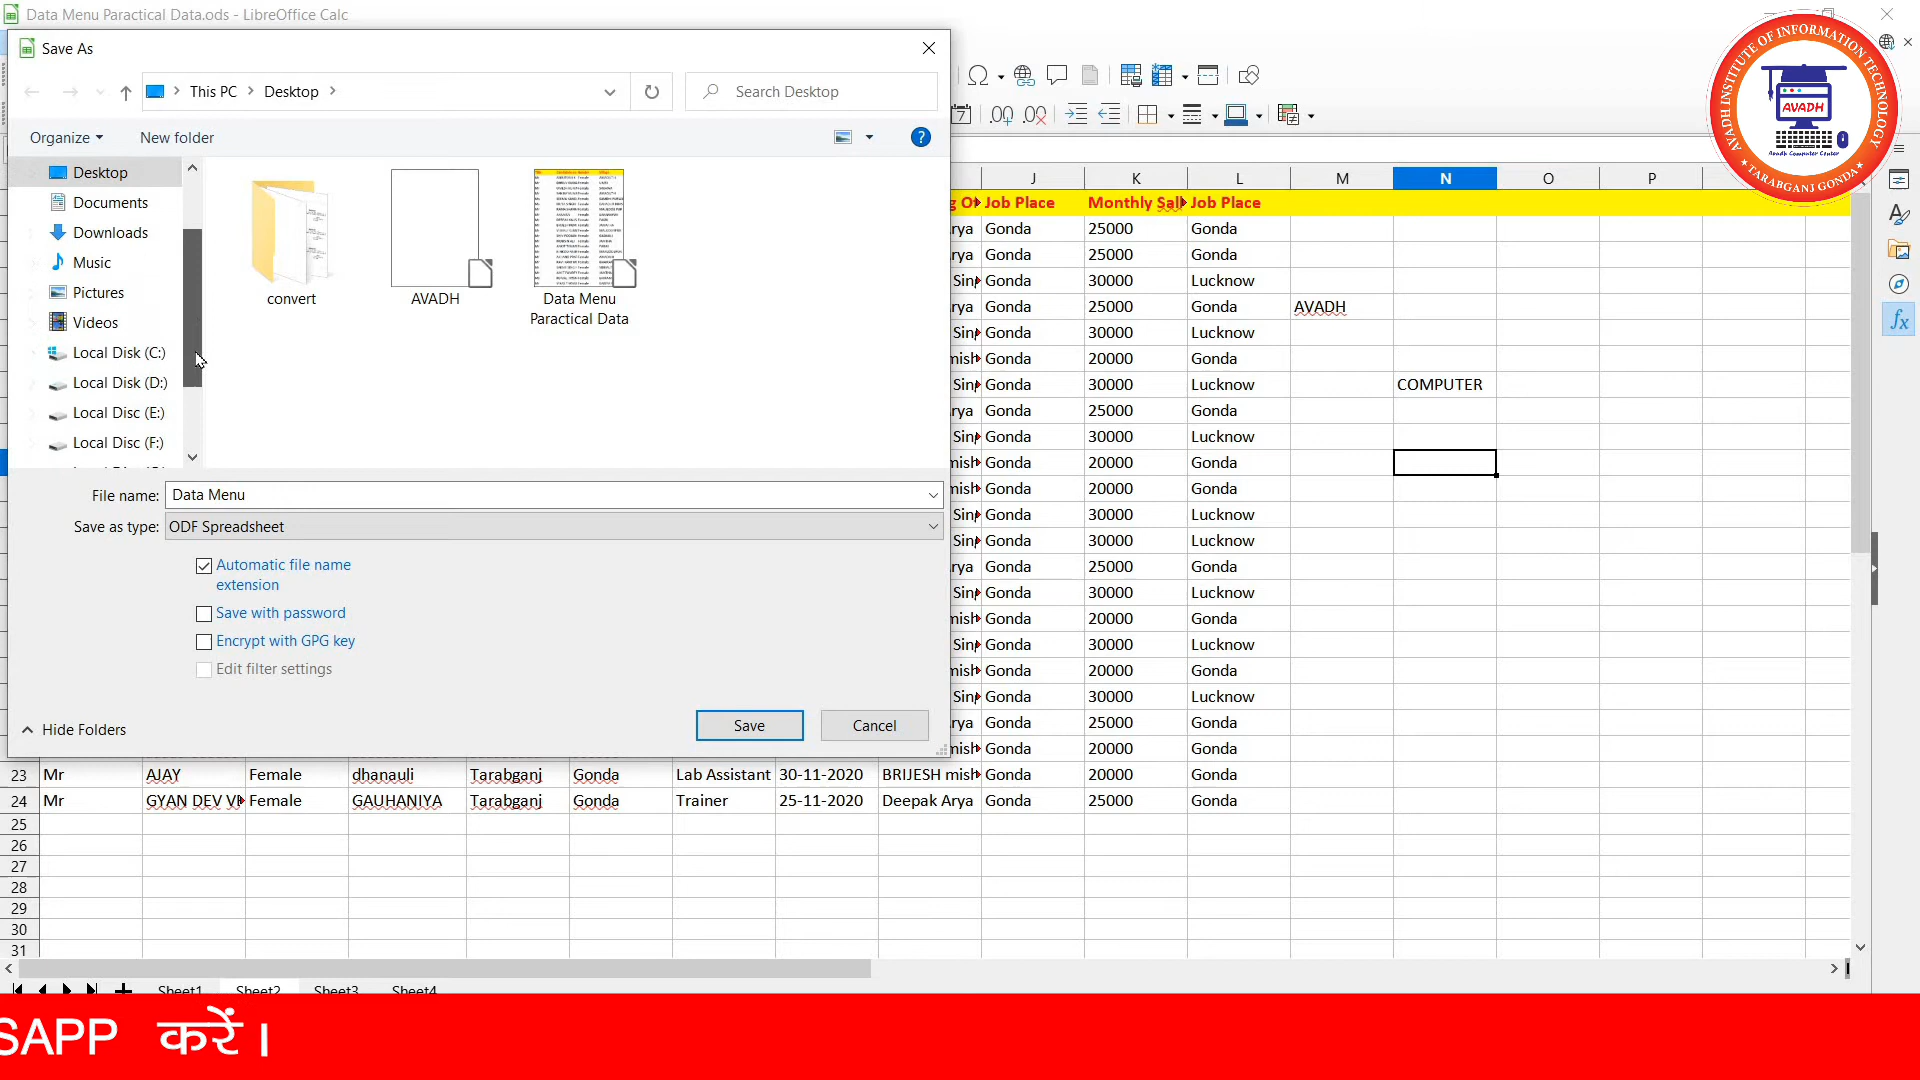 Data Menu Paractical Data.ods - LibreOffice Calc
Save As
This PC
Desktop
Search Desktop
Organize
New folder
Desktop
Documents
Downloads
Music
Pictures
Videos
Local Disk (C:)
Local Disk (D:)
Local Disc (E:)
Local Disc (F:)
convert
AVADH
Data Menu
Paractical Data
File name: Data Menu
Save as type: ODF Spreadsheet
Automatic file name
extension
Save with password
Encrypt with GPG key
Edit filter settings
Hide Folders
Save
Cancel
AVADH INSTITUTE OF INFORMATION TECHNOLOGY
AVADH
Avadh Computer Center
TARABGANJ GONDA
J K L M N O P
Job Place Monthly Sal Job Place
Gonda 25000 Gonda
Gonda 25000 Gonda
Gonda 30000 Lucknow
Gonda 25000 Gonda AVADH
Gonda 30000 Lucknow
Gonda 20000 Gonda
Gonda 30000 Lucknow COMPUTER
Gonda 25000 Gonda
Gonda 30000 Lucknow
Gonda 20000 Gonda
Gonda 20000 Gonda
Gonda 30000 Lucknow
Gonda 30000 Lucknow
Gonda 25000 Gonda
Gonda 30000 Lucknow
Gonda 20000 Gonda
Gonda 30000 Lucknow
Gonda 20000 Gonda
Gonda 30000 Lucknow
Gonda 25000 Gonda
Gonda 20000 Gonda
23 Mr AJAY Female dhanauli Tarabganj Gonda Lab Assistant 30-11-2020 BRIJESH mish Gonda 20000 Gonda
24 Mr GYAN DEV Female GAUHANIYA Tarabganj Gonda Trainer 25-11-2020 Deepak Arya Gonda 25000 Gonda
25
26
27
28
29
30
31
Sheet1 Sheet2 Sheet3 Sheet4
SAPP करें।